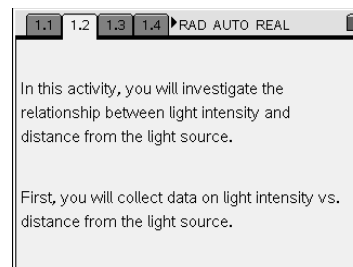 1.1 1.2 1.3 1.4 RAD AUTO REAL
In this activity, you will investigate the
relationship between light intensity and
distance from the light source.
First, you will collect data on light intensity vs.
distance from the light source.